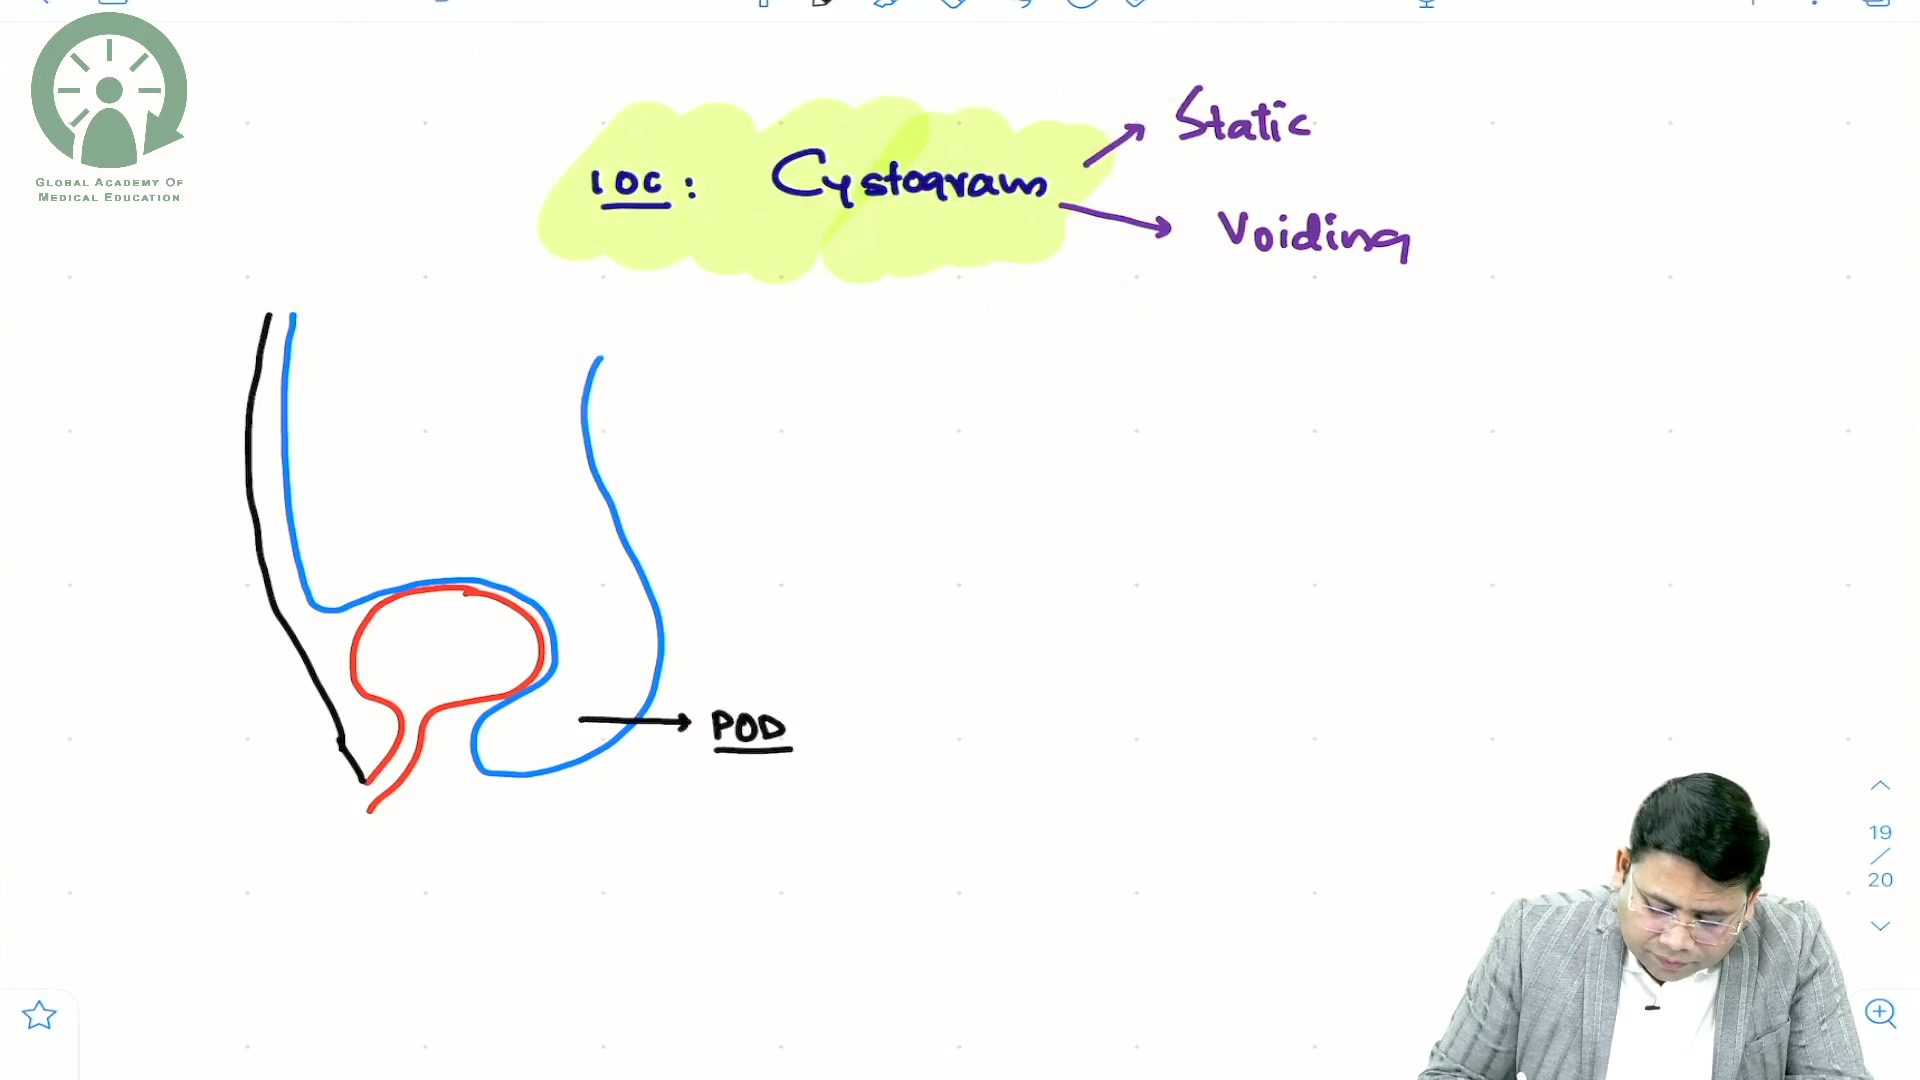 GLOBAL ACADEMY OF
MEDICAL EDUCATION
IOC : Cystogram
Static
Voiding
POD
19
/
20